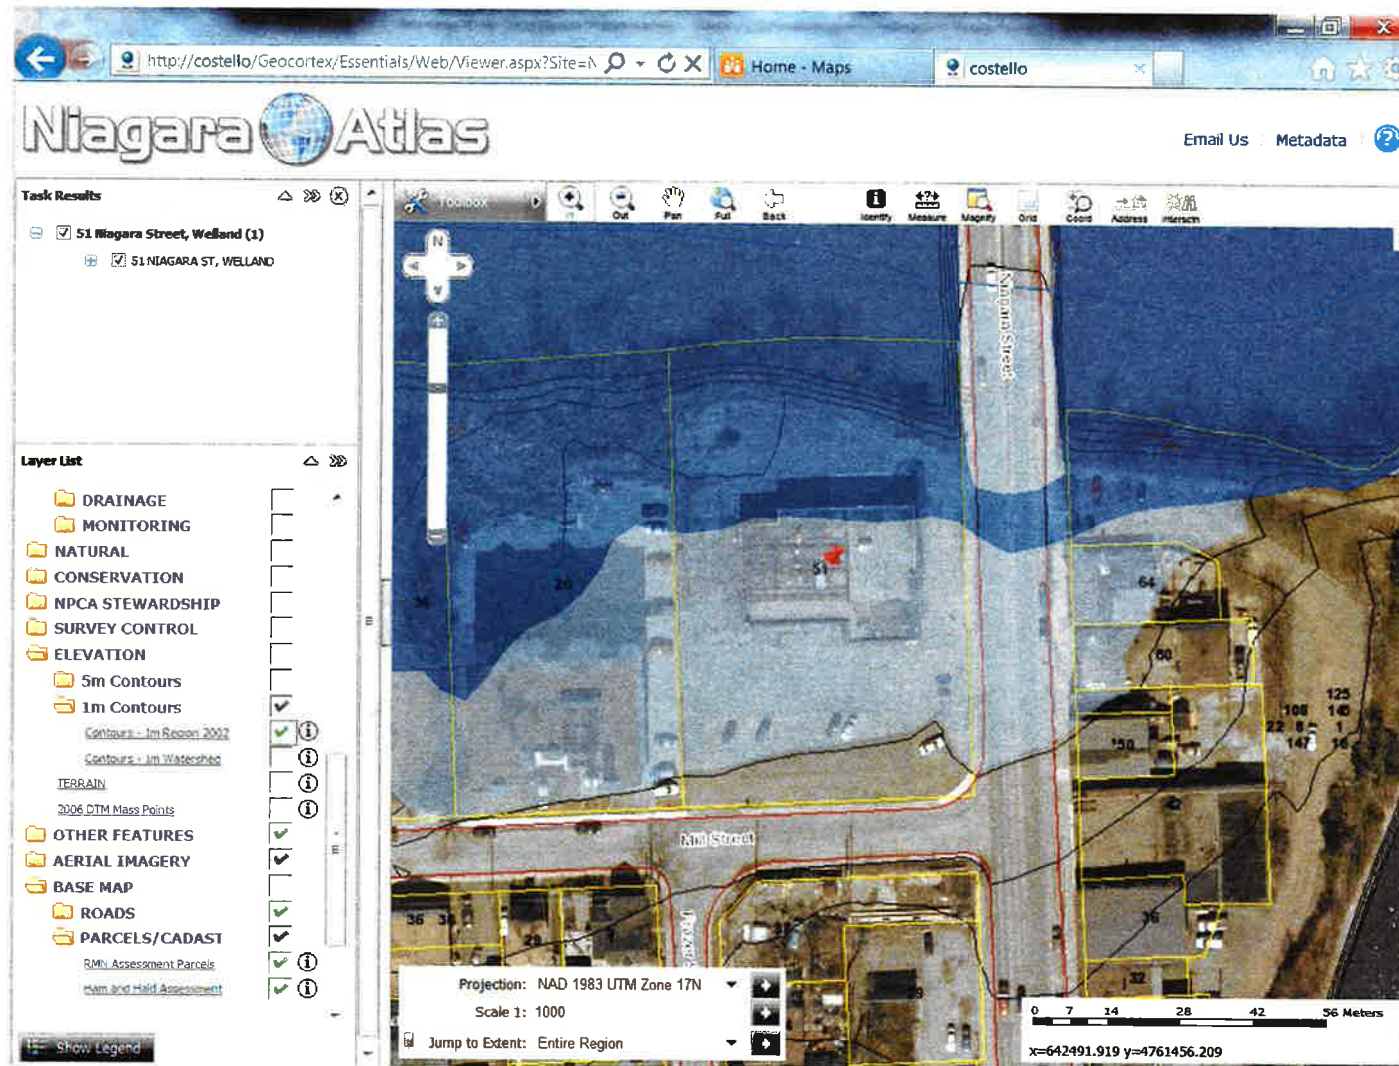 http://costello/Geocortex/Essentials/Web/Viewer.aspx?Site=N
Home - Maps
costello
Niagara Atlas
Email Us
Metadata
?
Task Results
51 Niagara Street, Welland (1)
51 NIAGARA ST, WELLAND
Toolbox
In
Out
Pan
Full
Back
Identify
Measure
Magnify
Grid
Coord
Address
Intersctn
N
Niagara Street
Layer List
DRAINAGE
MONITORING
NATURAL
CONSERVATION
NPCA STEWARDSHIP
SURVEY CONTROL
ELEVATION
5m Contours
1m Contours
Contours - 1m Region 2002
Contours - 1m Watershed
TERRAIN
2006 DTM Mass Points
OTHER FEATURES
AERIAL IMAGERY
BASE MAP
ROADS
PARCELS/CADAST
RMN Assessment Parcels
Ham and Hald Assessment
Show Legend
51
64
60
50
125
22 8 1
147 16
Mill Street
36
29
36
32
Projection: NAD 1983 UTM Zone 17N
Scale 1: 1000
Jump to Extent: Entire Region
0 7 14 28 42 56 Meters
x=642491.919 y=4761456.209